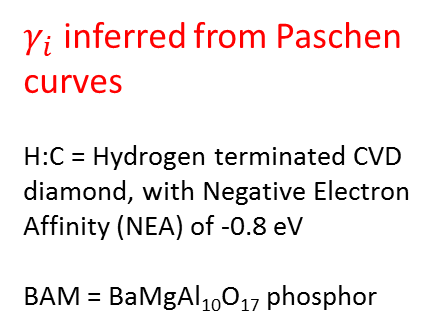 γᵢ inferred from Paschen
curves
H:C = Hydrogen terminated CVD
diamond, with Negative Electron
Affinity (NEA) of -0.8 eV
BAM = BaMgAl₁₀O₁₇ phosphor